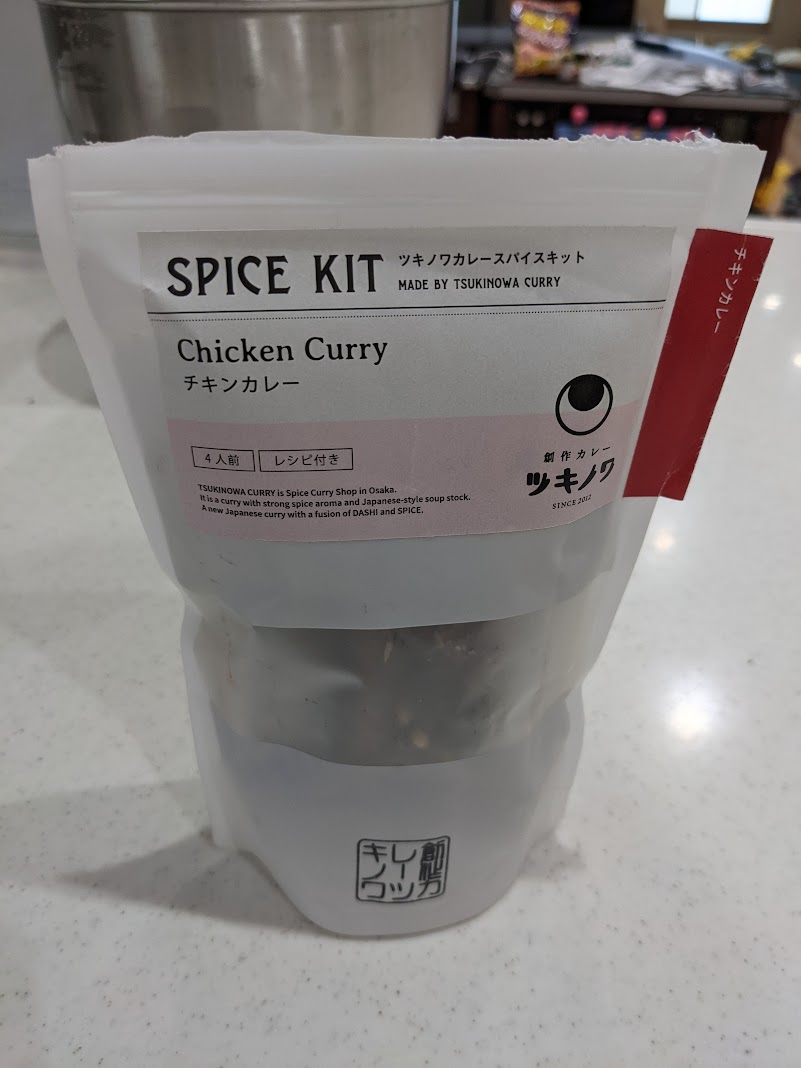 SPICE KIT
ツキノワカレースパイスキット
MADE BY TSUKINOWA CURRY
Chicken Curry
チキンカレー
4人前
レシピ付き
TSUKINOWA CURRY is Spice Curry Shop in Osaka.
It is a curry with strong spice aroma and Japanese-style soup stock.
A new Japanese curry with a fusion of DASHI and SPICE.
創作カレー
ツキノワ
SINCE 2012
チキンカレー
創作カ
レーツ
キノワ